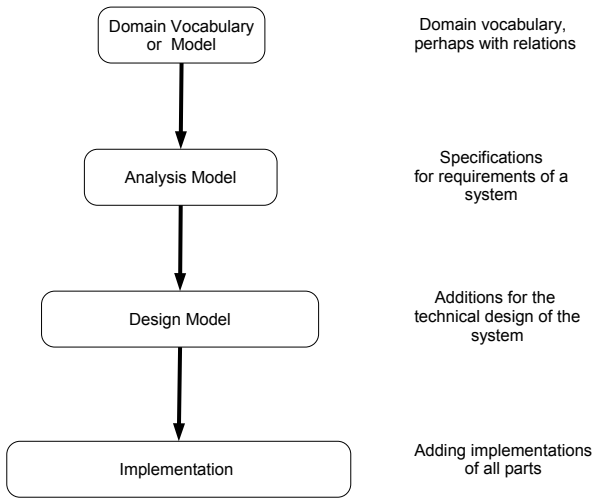 Domain Vocabulary
or Model
Domain vocabulary,
perhaps with relations
Analysis Model
Specifications
for requirements of a
system
Design Model
Additions for the
technical design of the
system
Implementation
Adding implementations
of all parts